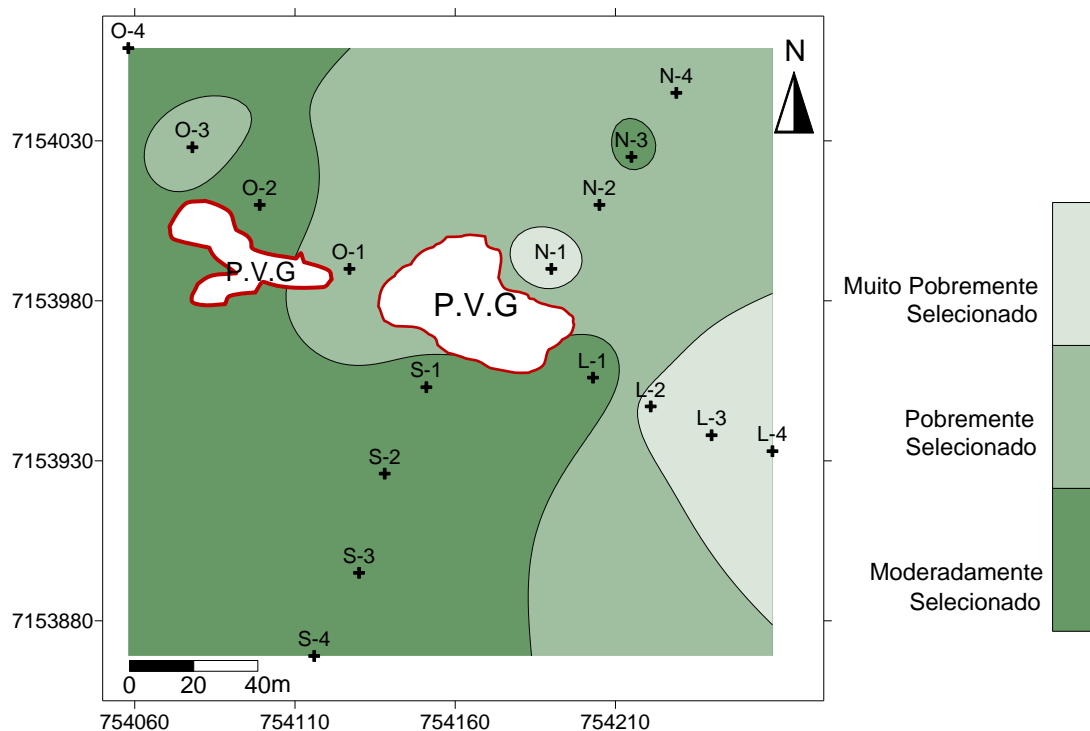 O-4
N
N-4
7154030
O-3
N-3
O-2
N-2
O-1
N-1
P.V.G
P.V.G
7153980
Muito Pobremente
Selecionado
S-1
L-1
L-2
L-3
L-4
Pobremente
Selecionado
7153930
S-2
S-3
Moderadamente
Selecionado
7153880
S-4
0 20 40m
754060 754110 754160 754210